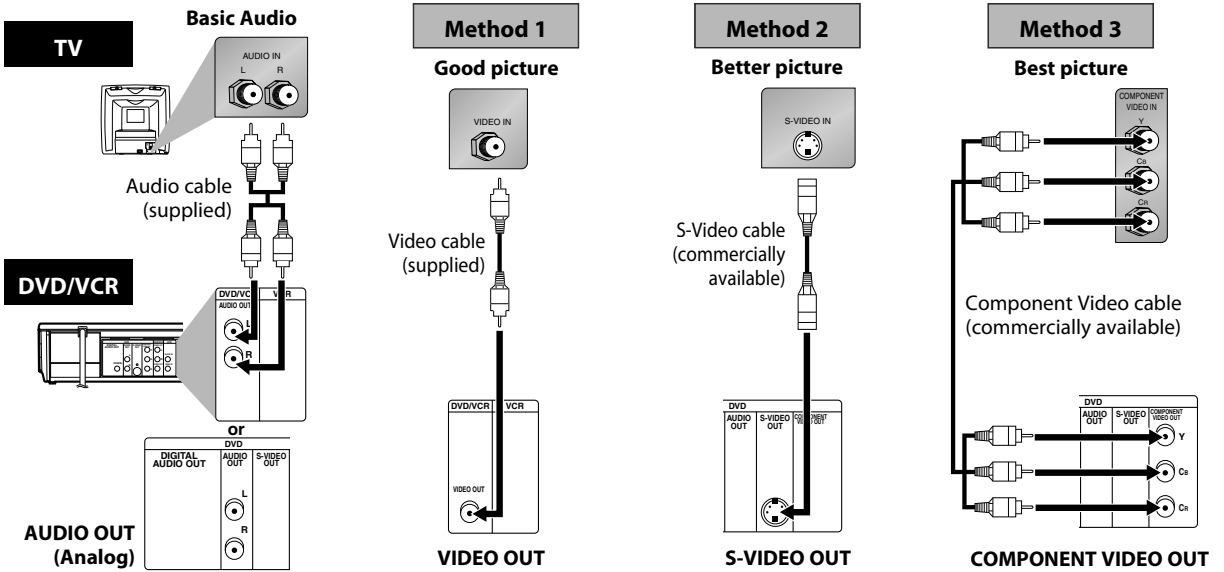 TV
Basic Audio
AUDIO IN
L R
Audio cable
(supplied)
DVD/VCR
DVD/VCR VCR
AUDIO OUT
L
R
or
DVD
DIGITAL
AUDIO OUT
AUDIO
OUT
S-VIDEO
OUT
L
R
AUDIO OUT
(Analog)
Method 1
Good picture
VIDEO IN
Video cable
(supplied)
DVD/VCR VCR
VIDEO OUT
VIDEO OUT
Method 2
Better picture
S-VIDEO IN
S-Video cable
(commercially
available)
DVD
AUDIO
OUT
S-VIDEO
OUT
COMPONENT
VIDEO OUT
S-VIDEO OUT
Method 3
Best picture
COMPONENT
VIDEO IN
Y
CB
CR
Component Video cable
(commercially available)
DVD
AUDIO
OUT
S-VIDEO
OUT
COMPONENT
VIDEO OUT
Y
CB
CR
COMPONENT VIDEO OUT